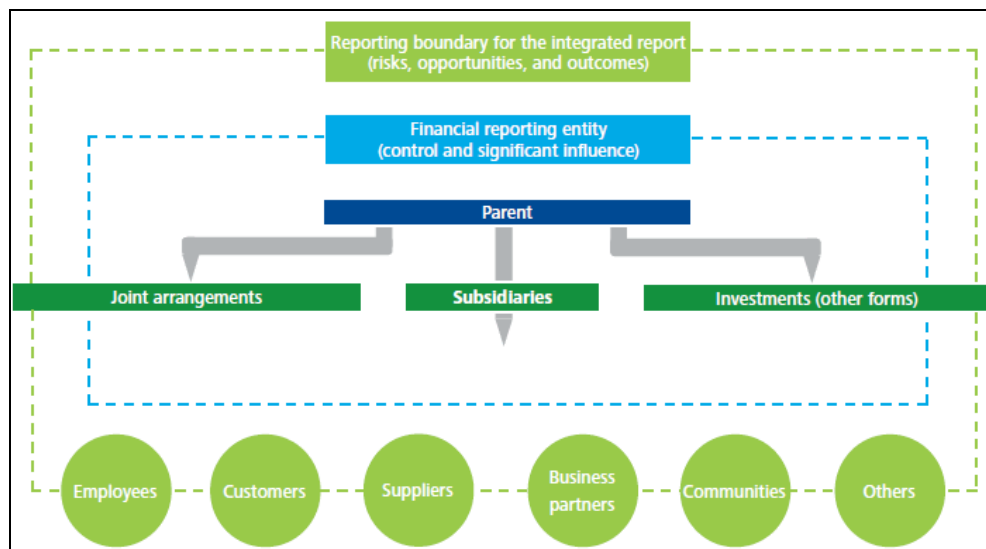 Reporting boundary for the integrated report
(risks, opportunities, and outcomes)
Financial reporting entity
(control and significant influence)
Parent
Joint arrangements
Subsidiaries
Investments (other forms)
Employees
Customers
Suppliers
Business
partners
Communities
Others